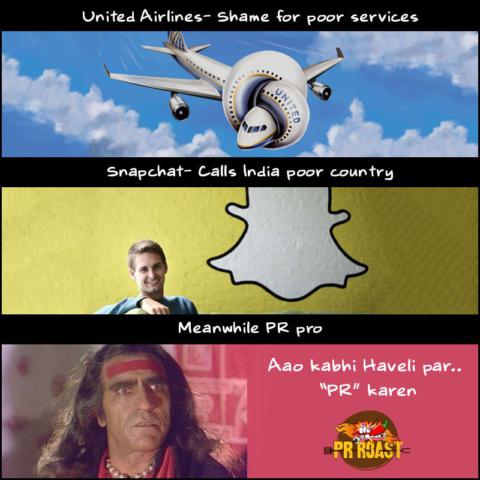 United Airlines- Shame for poor services
UNITED
Snapchat- Calls India poor country
Meanwhile PR pro
Aao kabhi Haveli par..
"PR" karen
PR ROAST